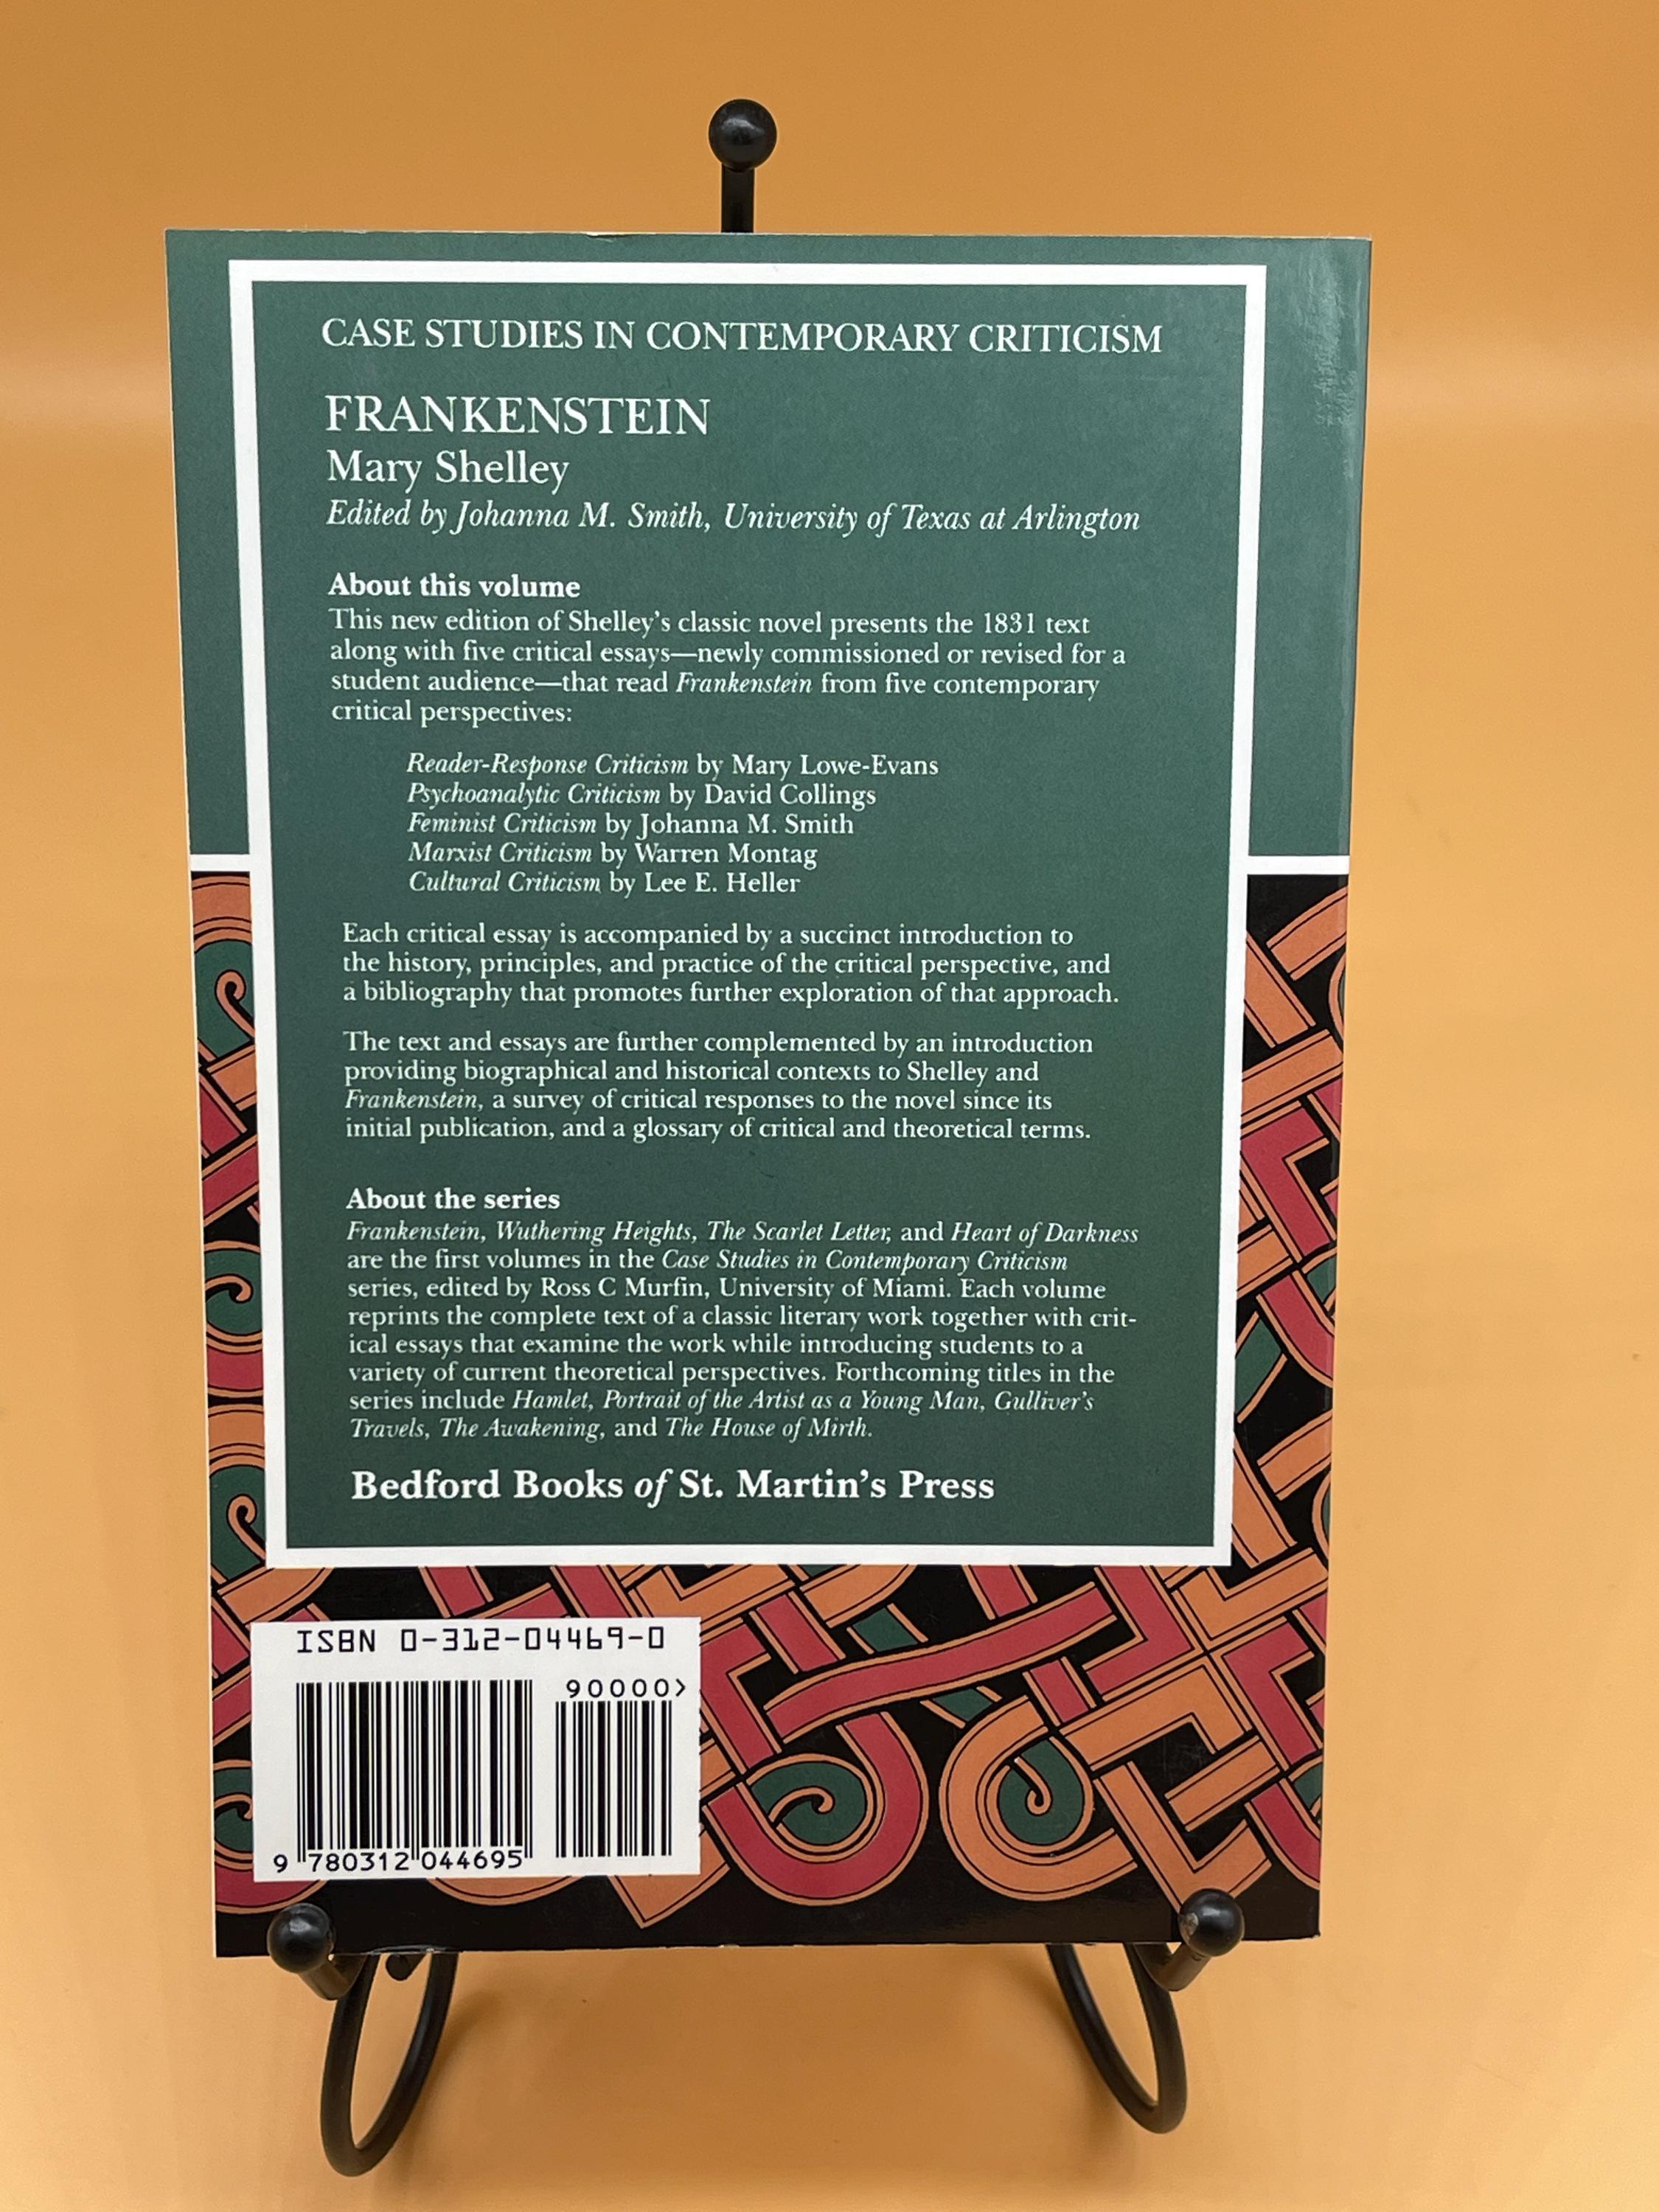 CASE STUDIES IN CONTEMPORARY CRITICISM
FRANKENSTEIN
Mary Shelley
Edited by Johanna M. Smith, University of Texas at Arlington
About this volume
This new edition of Shelley's classic novel presents the 1831 text
along with five critical essays—newly commissioned or revised for a
student audience—that read Frankenstein from five contemporary
critical perspectives:
Reader-Response Criticism by Mary Lowe-Evans
Psychoanalytic Criticism by David Collings
Feminist Criticism by Johanna M. Smith
Marxist Criticism by Warren Montag
Cultural Criticism by Lee E. Heller
Each critical essay is accompanied by a succinct introduction to
the history, principles, and practice of the critical perspective, and
a bibliography that promotes further exploration of that approach.
The text and essays are further complemented by an introduction
providing biographical and historical contexts to Shelley and
Frankenstein, a survey of critical responses to the novel since its
initial publication, and a glossary of critical and theoretical terms.
About the series
Frankenstein, Wuthering Heights, The Scarlet Letter, and Heart of Darkness
are the first volumes in the Case Studies in Contemporary Criticism
series, edited by Ross C Murfin, University of Miami. Each volume
reprints the complete text of a classic literary work together with crit-
ical essays that examine the work while introducing students to a
variety of current theoretical perspectives. Forthcoming titles in the
series include Hamlet, Portrait of the Artist as a Young Man, Gulliver's
Travels, The Awakening, and The House of Mirth.
Bedford Books of St. Martin's Press
ISBN 0-312-04469-0
90000>
9 780312 044695